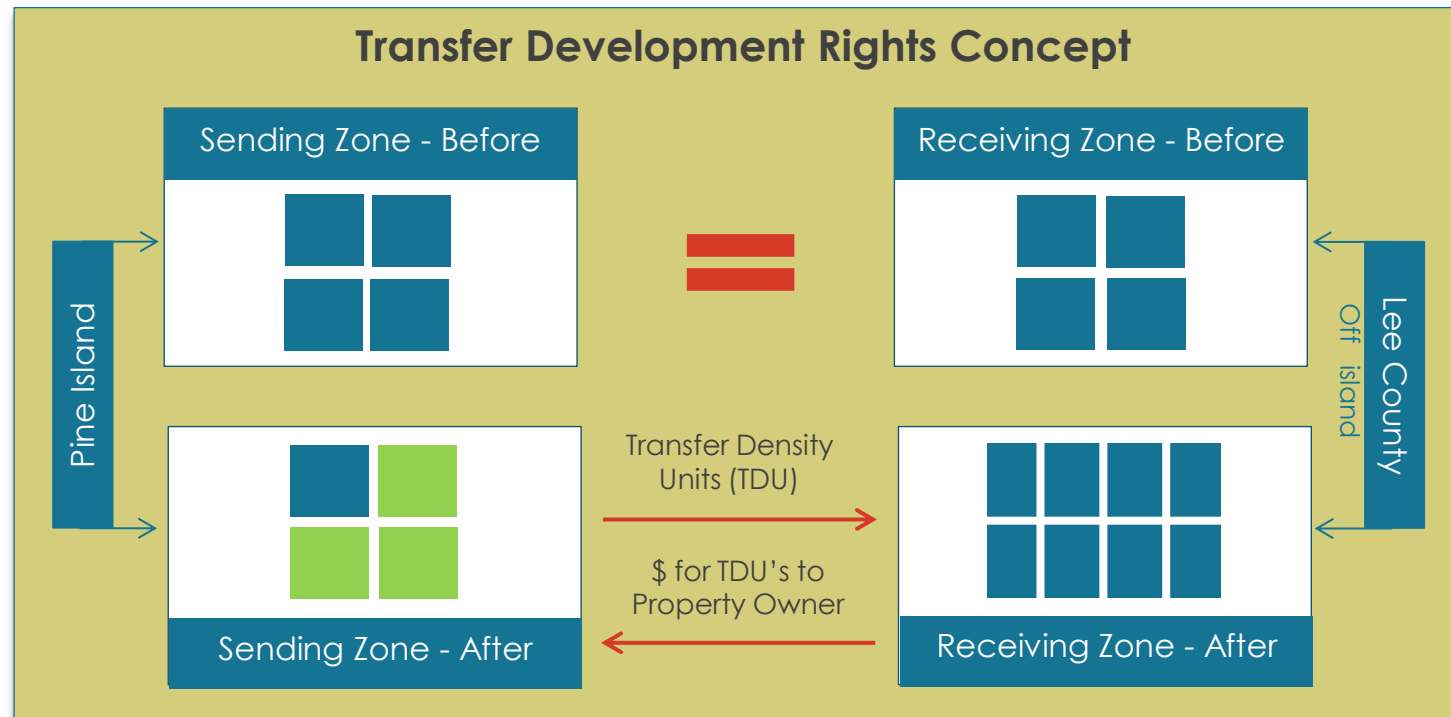 Transfer Development Rights Concept
Sending Zone - Before
Receiving Zone - Before
Pine Island
Lee County
Off island
Transfer Density
Units (TDU)
$ for TDU's to
Property Owner
Sending Zone - After
Receiving Zone - After